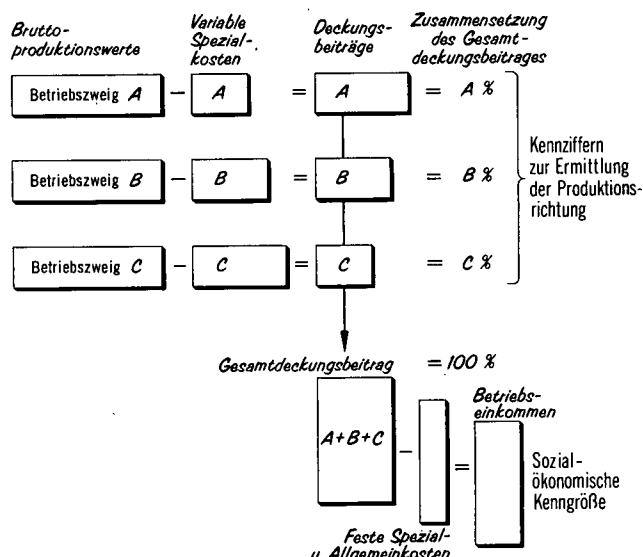 Brutto-
produktionswerte
Variable
Spezial-
kosten
Deckungs-
beiträge
Zusammensetzung
des Gesamt-
deckungsbeitrages
Betriebszweig A – A = A = A %
Betriebszweig B – B = B = B %
Betriebszweig C – C = C = C %
Kennziffern
zur Ermittlung
der Produktions-
richtung
Gesamtdeckungsbeitrag = 100 %
A+B+C – =
Betriebs-
einkommen
Sozial-
ökonomische
Kenngröße
Feste Spezial-
u. Allgemeinkosten